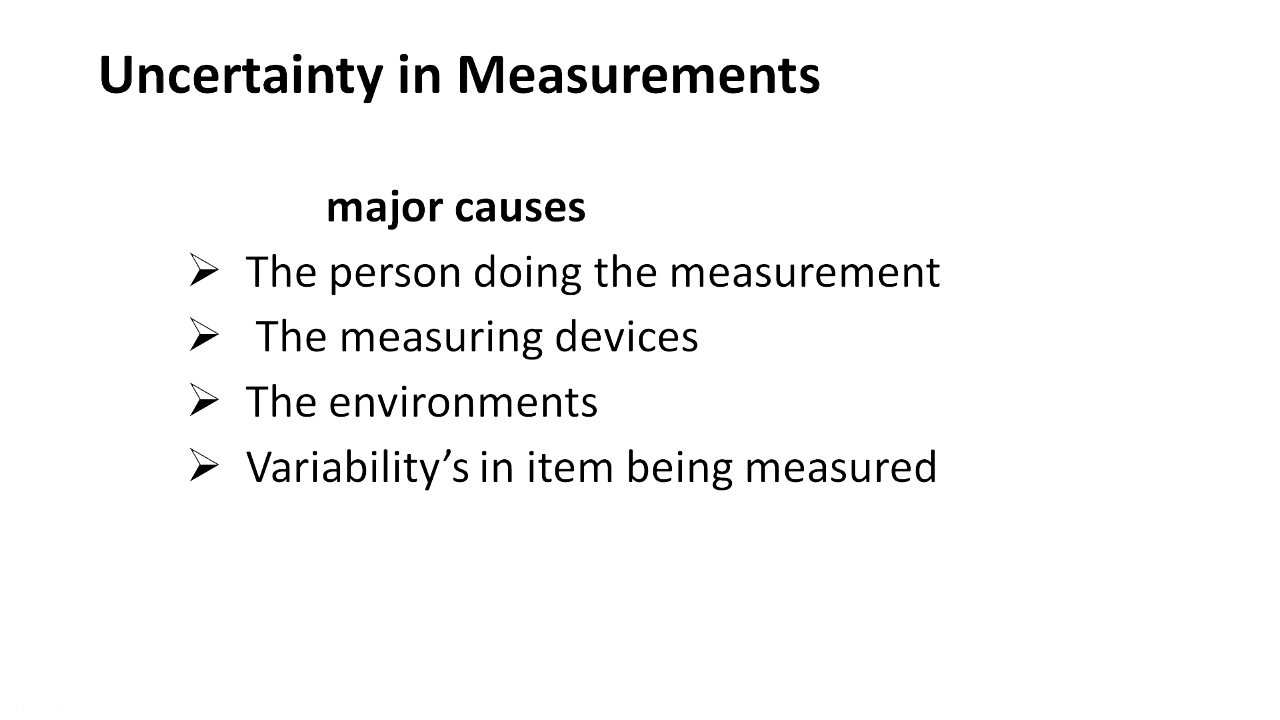 Uncertainty in Measurements
major causes
➢ The person doing the measurement
➢ The measuring devices
➢ The environments
➢ Variability’s in item being measured